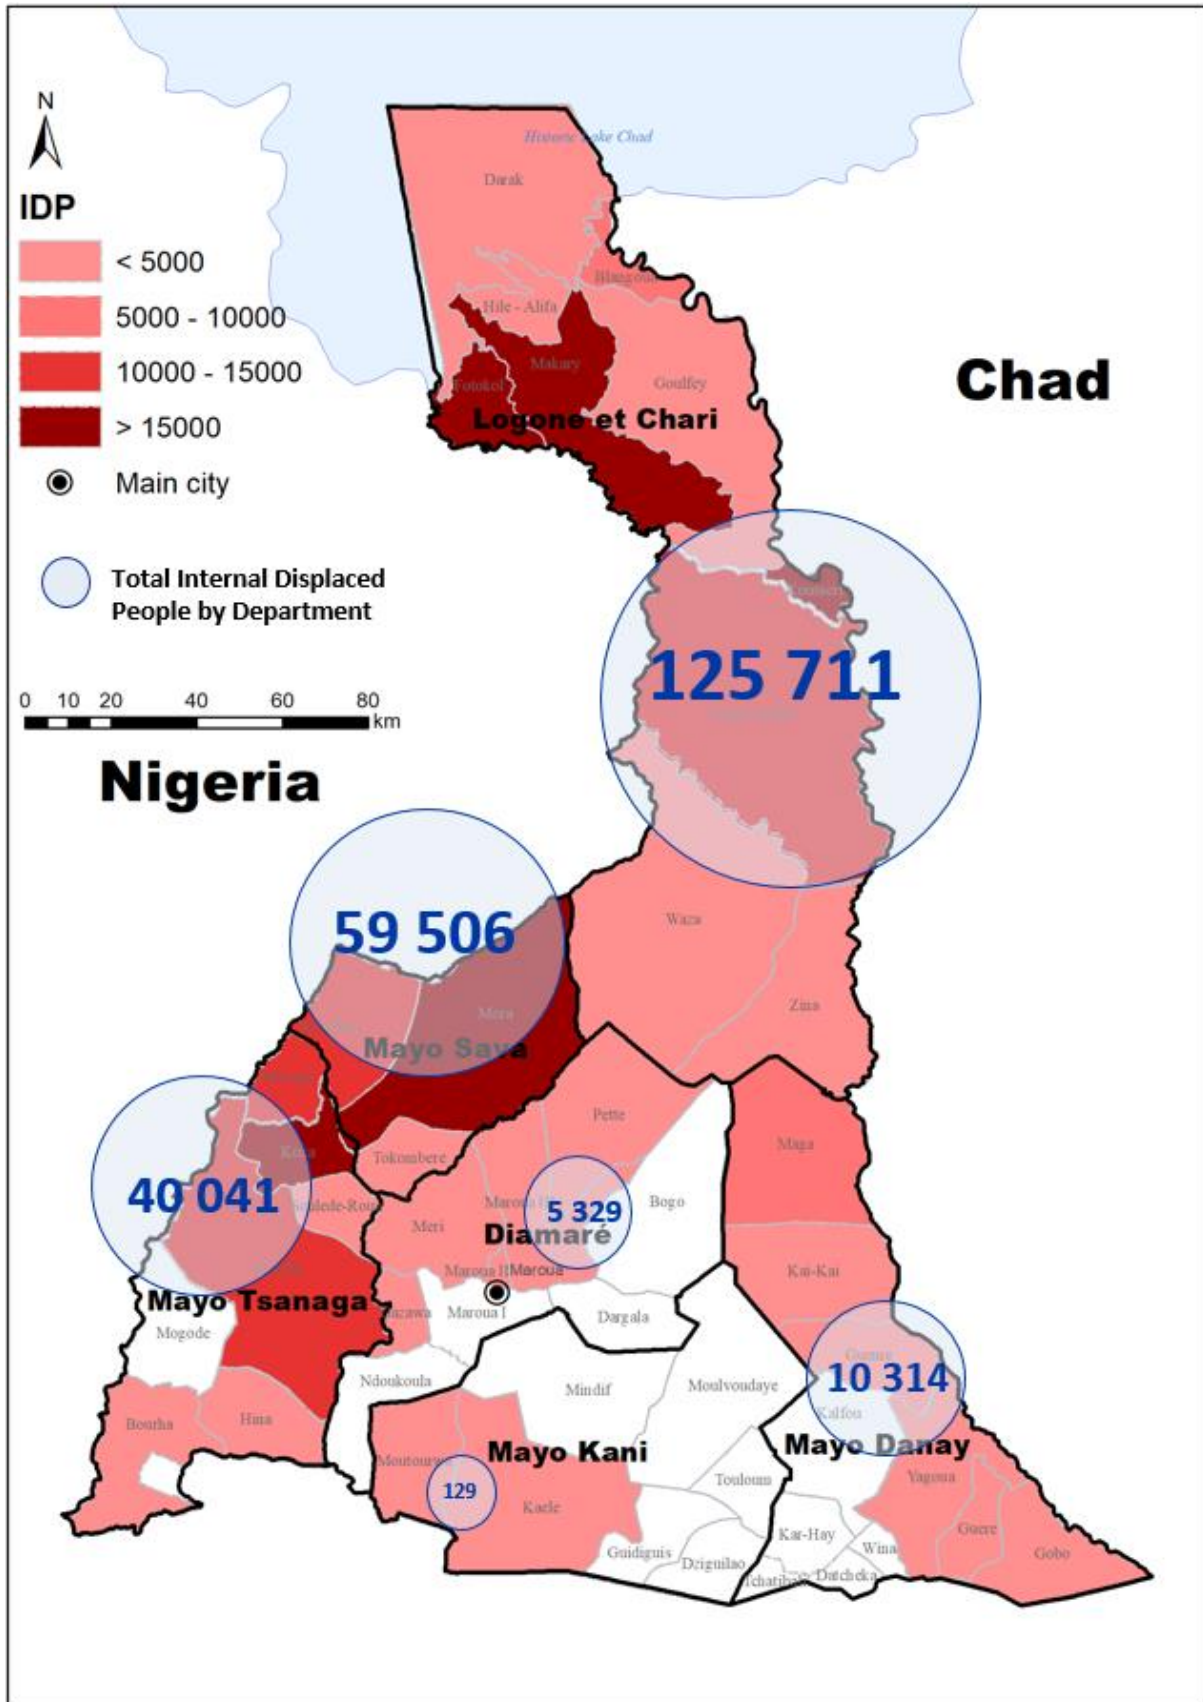 N
IDP
< 5000
5000 - 10000
10000 - 15000
> 15000
Main city
Total Internal Displaced
People by Department
0 10 20 40 60 80
km
Historic Lake Chad
Darak
Blangoua
Hile - Alifa
Makary
Fotokol
Goulfey
Logone et Chari
Chad
Kousseri
125 711
Nigeria
59 506
Waza
Mora
Zina
Mayo Sava
Pette
Maga
Koza
Tokombere
40 041
Soulede-Roua
Meri
Bogo
5 329
Diamaré
Kai-Kai
Maroua
Mayo Tsanaga
Maroua I
Dargala
Mogode
Ndoukoula
Mindif
Moulvoudaye
10 314
Kalfou
Bourha
Hina
Mayo Kani
Mayo Danay
Moutourwa
Touloum
Yagoua
129
Kaele
Kar-Hay
Guere
Guidiguis
Wina
Gobo
Dziguilao
Datcheka